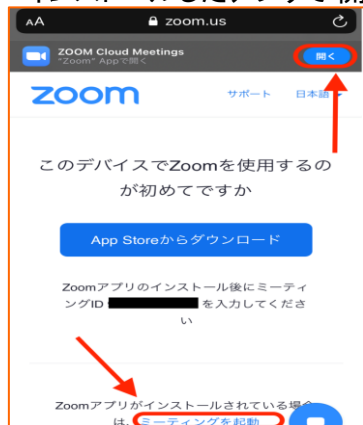 AA zoom.us
ZOOM Cloud Meetings
"Zoom" Appで開く
開く
zoom サポート 日本語
このデバイスでZoomを使用するの
が初めてですか
App Storeからダウンロード
Zoomアプリのインストール後にミーティ
ングID を入力してくださ
い
Zoomアプリがインストールされている場合
は、ミーティングを起動